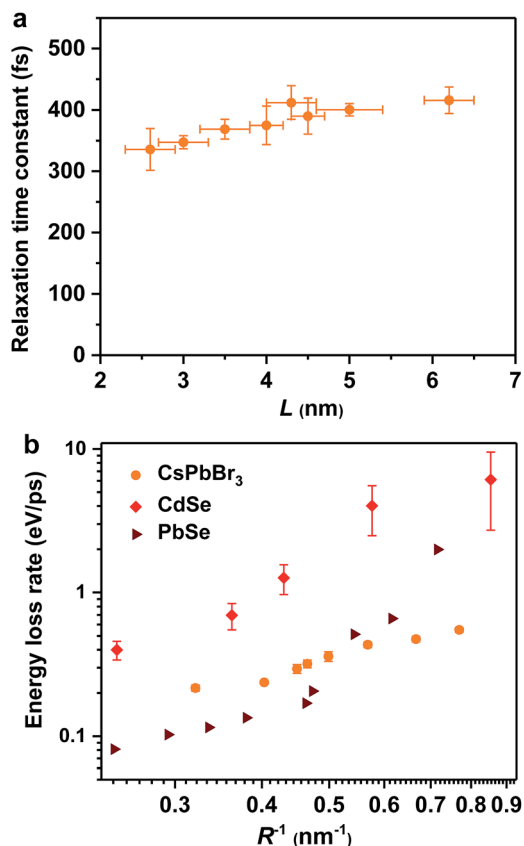 a
500
400
300
200
100
0
Relaxation time constant (fs)
2 3 4 5 6 7
L (nm)
b
10
1
0.1
Energy loss rate (eV/ps)
CsPbBr₃
CdSe
PbSe
0.3 0.4 0.5 0.6 0.7 0.8 0.9
R⁻¹ (nm⁻¹)